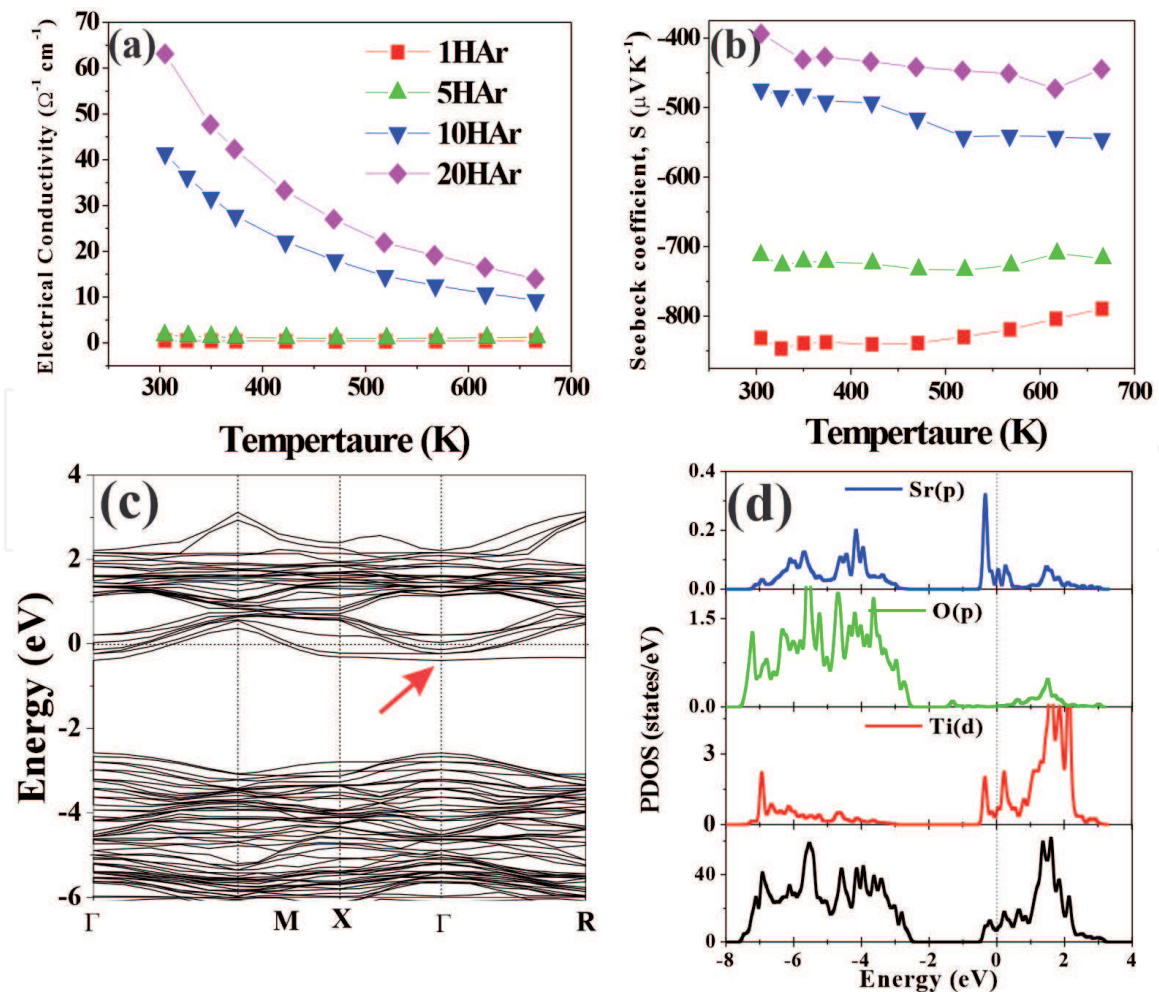 (a)
Electrical Conductivity (Ω⁻¹ cm⁻¹)
70
60
50
40
30
20
10
0
1HAr
5HAr
10HAr
20HAr
300 400 500 600 700
Tempertaure (K)
(b)
Seebeck coefficient, S (μVK⁻¹)
-400
-500
-600
-700
-800
300 400 500 600 700
Tempertaure (K)
(c)
Energy (eV)
4
2
0
-2
-4
-6
Γ M X Γ R
(d)
PDOS (states/eV)
Sr(p)
0.4
0.2
0.0
O(p)
1.5
0.0
Ti(d)
3
0
40
0
-8 -6 -4 -2 0 2 4
Energy (eV)